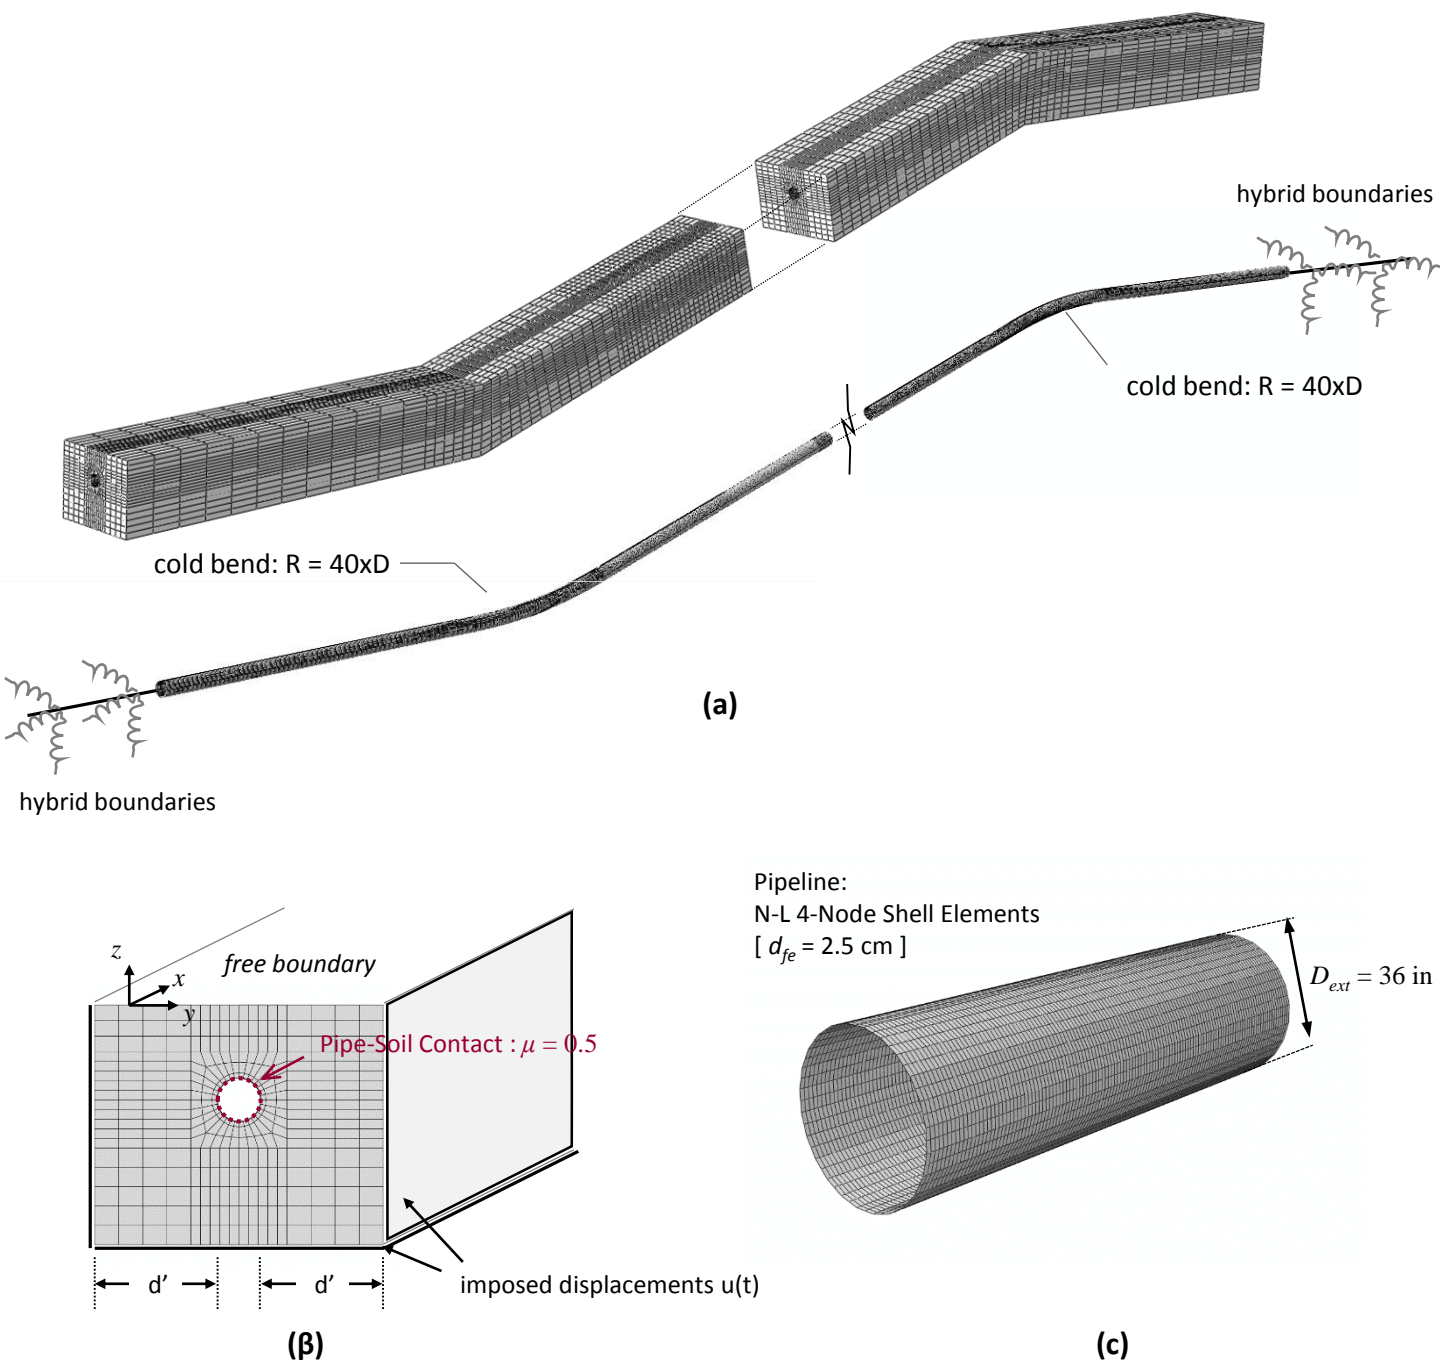 hybrid boundaries
cold bend: R = 40xD
cold bend: R = 40xD
(a)
hybrid boundaries
Pipeline:
N-L 4-Node Shell Elements
[ dfe = 2.5 cm ]
Dext = 36 in
z
x
y
free boundary
Pipe-Soil Contact : μ = 0.5
d’
d’
imposed displacements u(t)
(β)
(c)